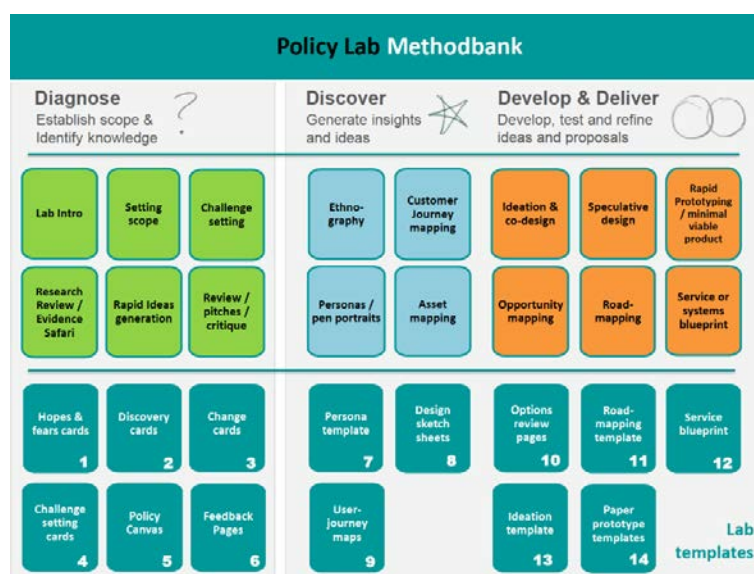 Policy Lab Methodbank
Diagnose
Establish scope &
Identify knowledge
Discover
Generate insights
and ideas
Develop & Deliver
Develop, test and refine
ideas and proposals
Lab Intro
Setting
scope
Challenge
setting
Ethno-
graphy
Customer
Journey
mapping
Ideation &
co-design
Speculative
design
Rapid
Prototyping
/ minimal
viable
product
Research
Review /
Evidence
Safari
Rapid Ideas
generation
Review /
pitches /
critique
Personas /
pen portraits
Asset
mapping
Opportunity
mapping
Road-
mapping
Service or
systems
blueprint
Hopes &
fears cards
1
Discovery
cards
2
Change
cards
3
Persona
template
7
Design
sketch
sheets
8
Options
review
pages
10
Road-
mapping
template
11
Service
blueprint
12
Challenge
setting
cards
4
Policy
Canvas
5
Feedback
Pages
6
User-
journey
maps
9
Ideation
template
13
Paper
prototype
templates
14
Lab
templates